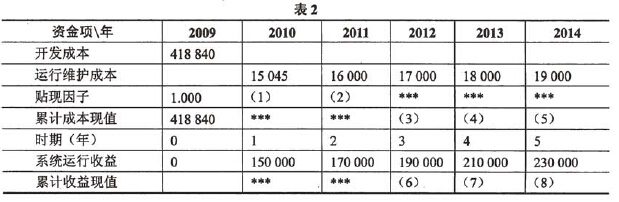 表2
资金项\年 2009 2010 2011 2012 2013 2014
开发成本 418 840
运行维护成本 15 045 16 000 17 000 18 000 19 000
贴现因子 1.000 (1) (2) *** *** ***
累计成本现值 418 840 *** *** (3) (4) (5)
时期（年） 0 1 2 3 4 5
系统运行收益 0 150 000 170 000 190 000 210 000 230 000
累计收益现值 *** *** (6) (7) (8)